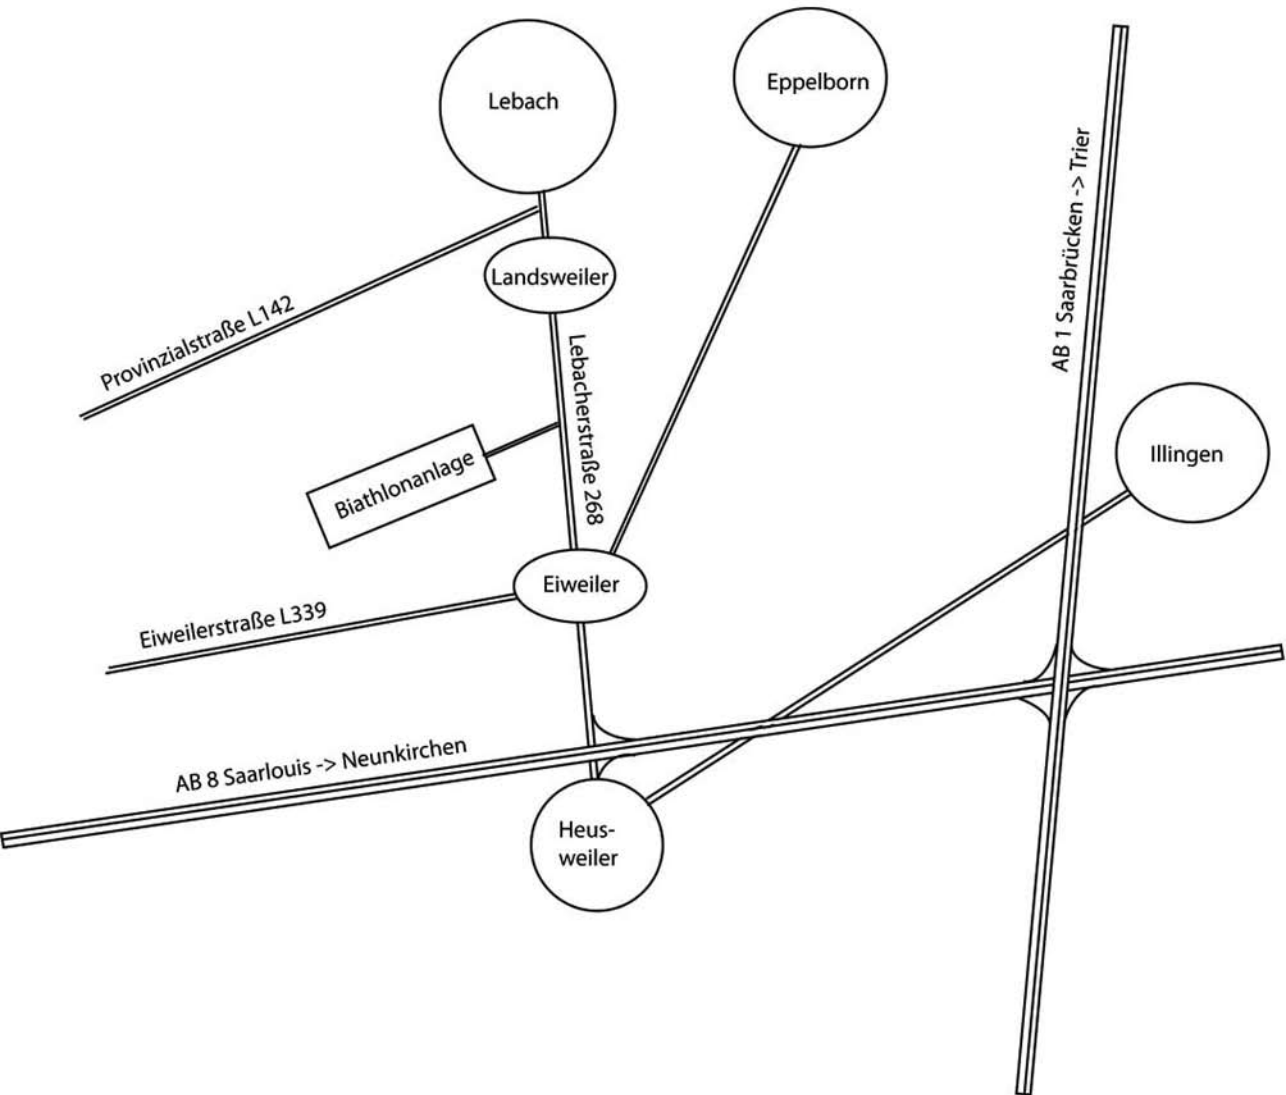 Lebach
Eppelborn
AB 1 Saarbrücken -> Trier
Landsweiler
Provinzialstraße L142
Lebacherstraße 268
Illingen
Biathlonanlage
Eiweiler
Eiweilerstraße L339
AB 8 Saarlouis -> Neunkirchen
Heus-
weiler